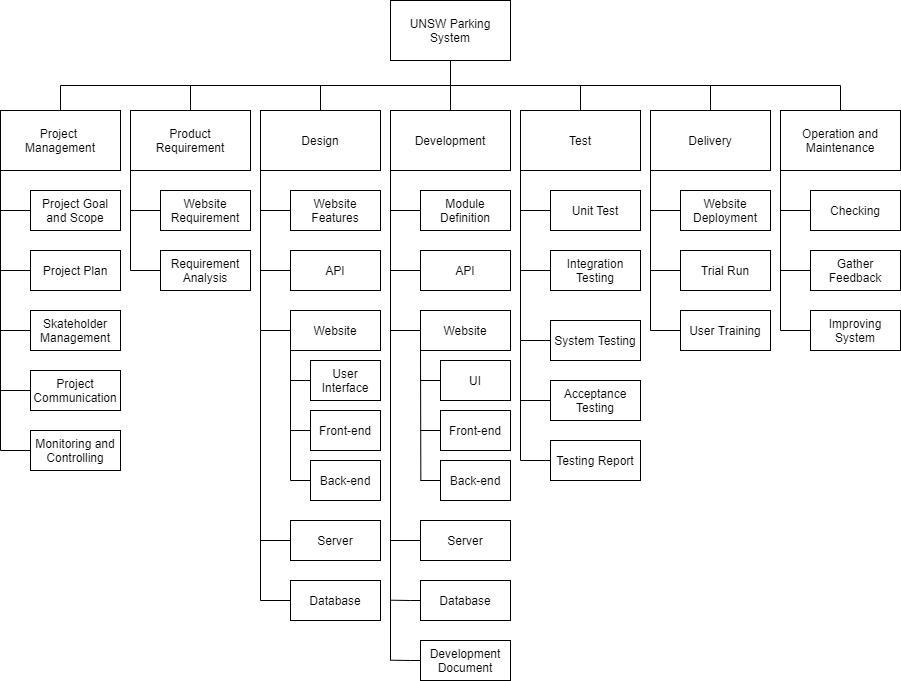 UNSW Parking
System
Project
Management
Product
Requirement
Design
Development
Test
Delivery
Operation and
Maintenance
Project Goal
and Scope
Project Plan
Skateholder
Management
Project
Communication
Monitoring and
Controlling
Website
Requirement
Requirement
Analysis
Website
Features
API
Website
User
Interface
Front-end
Back-end
Server
Database
Module
Definition
API
Website
UI
Front-end
Back-end
Server
Database
Development
Document
Unit Test
Integration
Testing
System Testing
Acceptance
Testing
Testing Report
Website
Deployment
Trial Run
User Training
Checking
Gather
Feedback
Improving
System